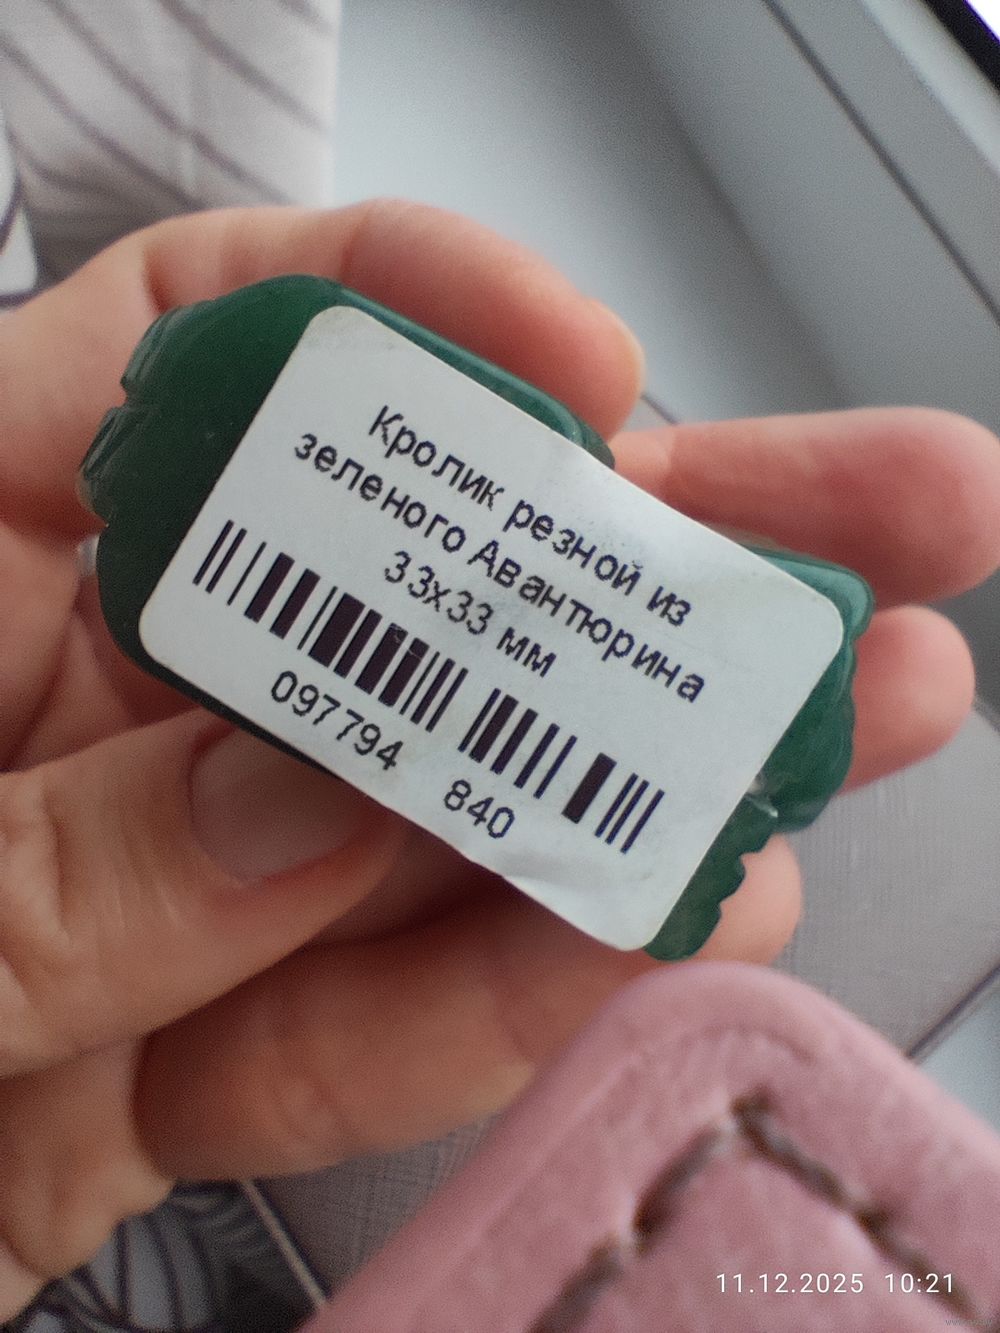 Кролик резной из
зеленого Авантюрина
33х33 мм
097794 840
11.12.2025 10:21